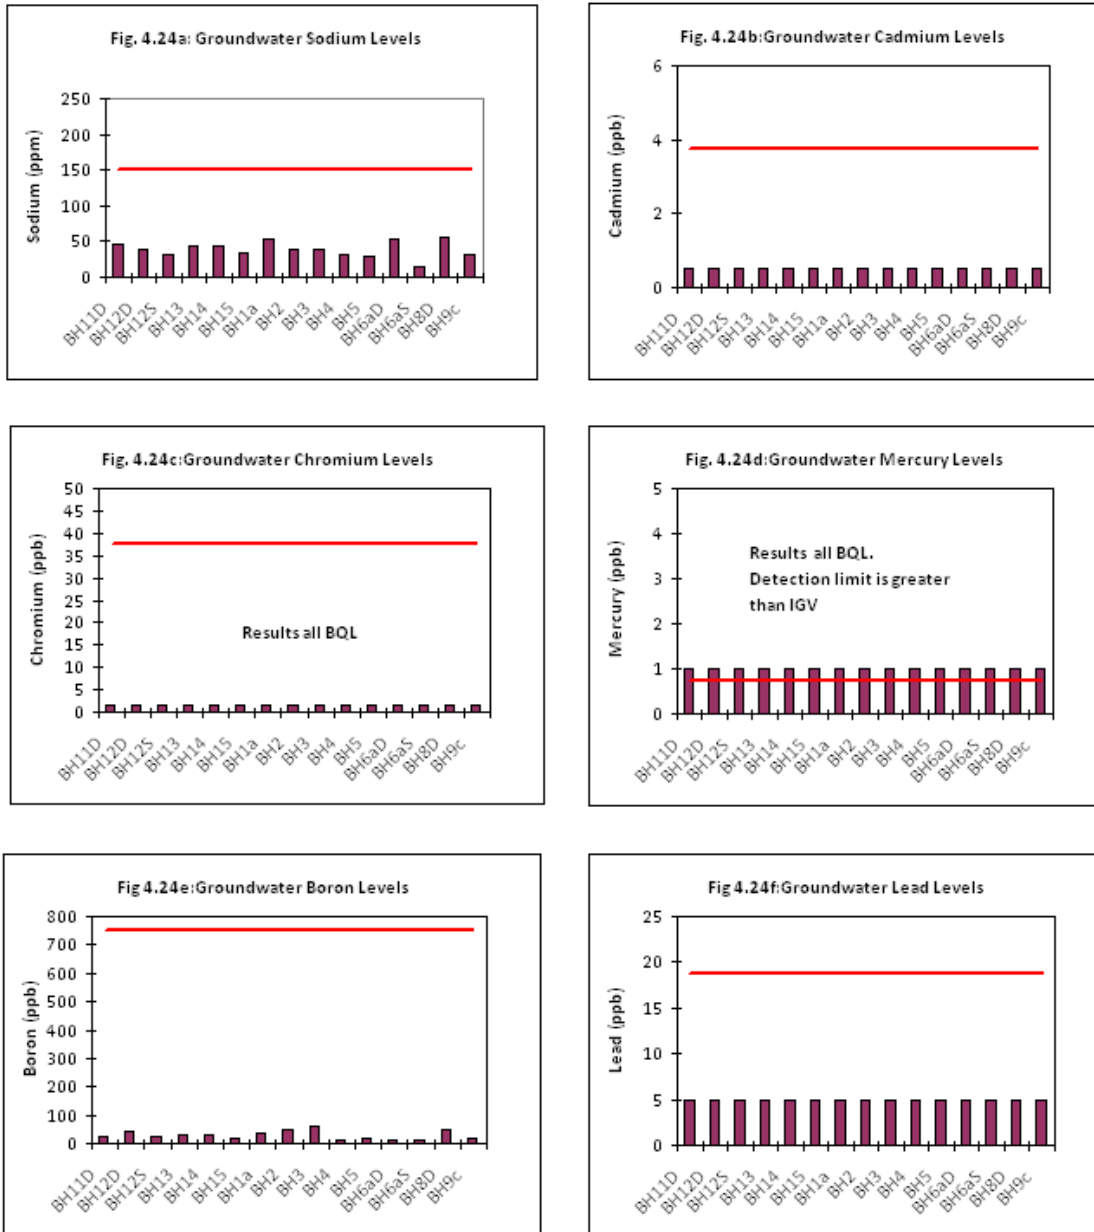 Fig. 4.24a: Groundwater Sodium Levels
Sodium (ppm)
250
200
150
100
50
0
BH11D
BH12D
BH12S
BH13
BH14
BH15
BH1a
BH2
BH3
BH4
BH5
BH6aD
BH6aS
BH8D
BH9c
Fig. 4.24b:Groundwater Cadmium Levels
Cadmium (ppb)
6
4
2
0
BH11D
BH12D
BH12S
BH13
BH14
BH15
BH1a
BH2
BH3
BH4
BH5
BH6aD
BH6aS
BH8D
BH9c
Fig. 4.24c:Groundwater Chromium Levels
Chromium (ppb)
50
45
40
35
30
25
20
15
10
5
0
Results all BQL
BH11D
BH12D
BH12S
BH13
BH14
BH15
BH1a
BH2
BH3
BH4
BH5
BH6aD
BH6aS
BH8D
BH9c
Fig. 4.24d:Groundwater Mercury Levels
Mercury (ppb)
5
4
3
2
1
0
Results all BQL.
Detection limit is greater
than IGV
BH11D
BH12D
BH12S
BH13
BH14
BH15
BH1a
BH2
BH3
BH4
BH5
BH6aD
BH6aS
BH8D
BH9c
Fig 4.24e:Groundwater Boron Levels
Boron (ppb)
800
700
600
500
400
300
200
100
0
BH11D
BH12D
BH12S
BH13
BH14
BH15
BH1a
BH2
BH3
BH4
BH5
BH6aD
BH6aS
BH8D
BH9c
Fig 4.24f:Groundwater Lead Levels
Lead (ppb)
25
20
15
10
5
0
BH11D
BH12D
BH12S
BH13
BH14
BH15
BH1a
BH2
BH3
BH4
BH5
BH6aD
BH6aS
BH8D
BH9c